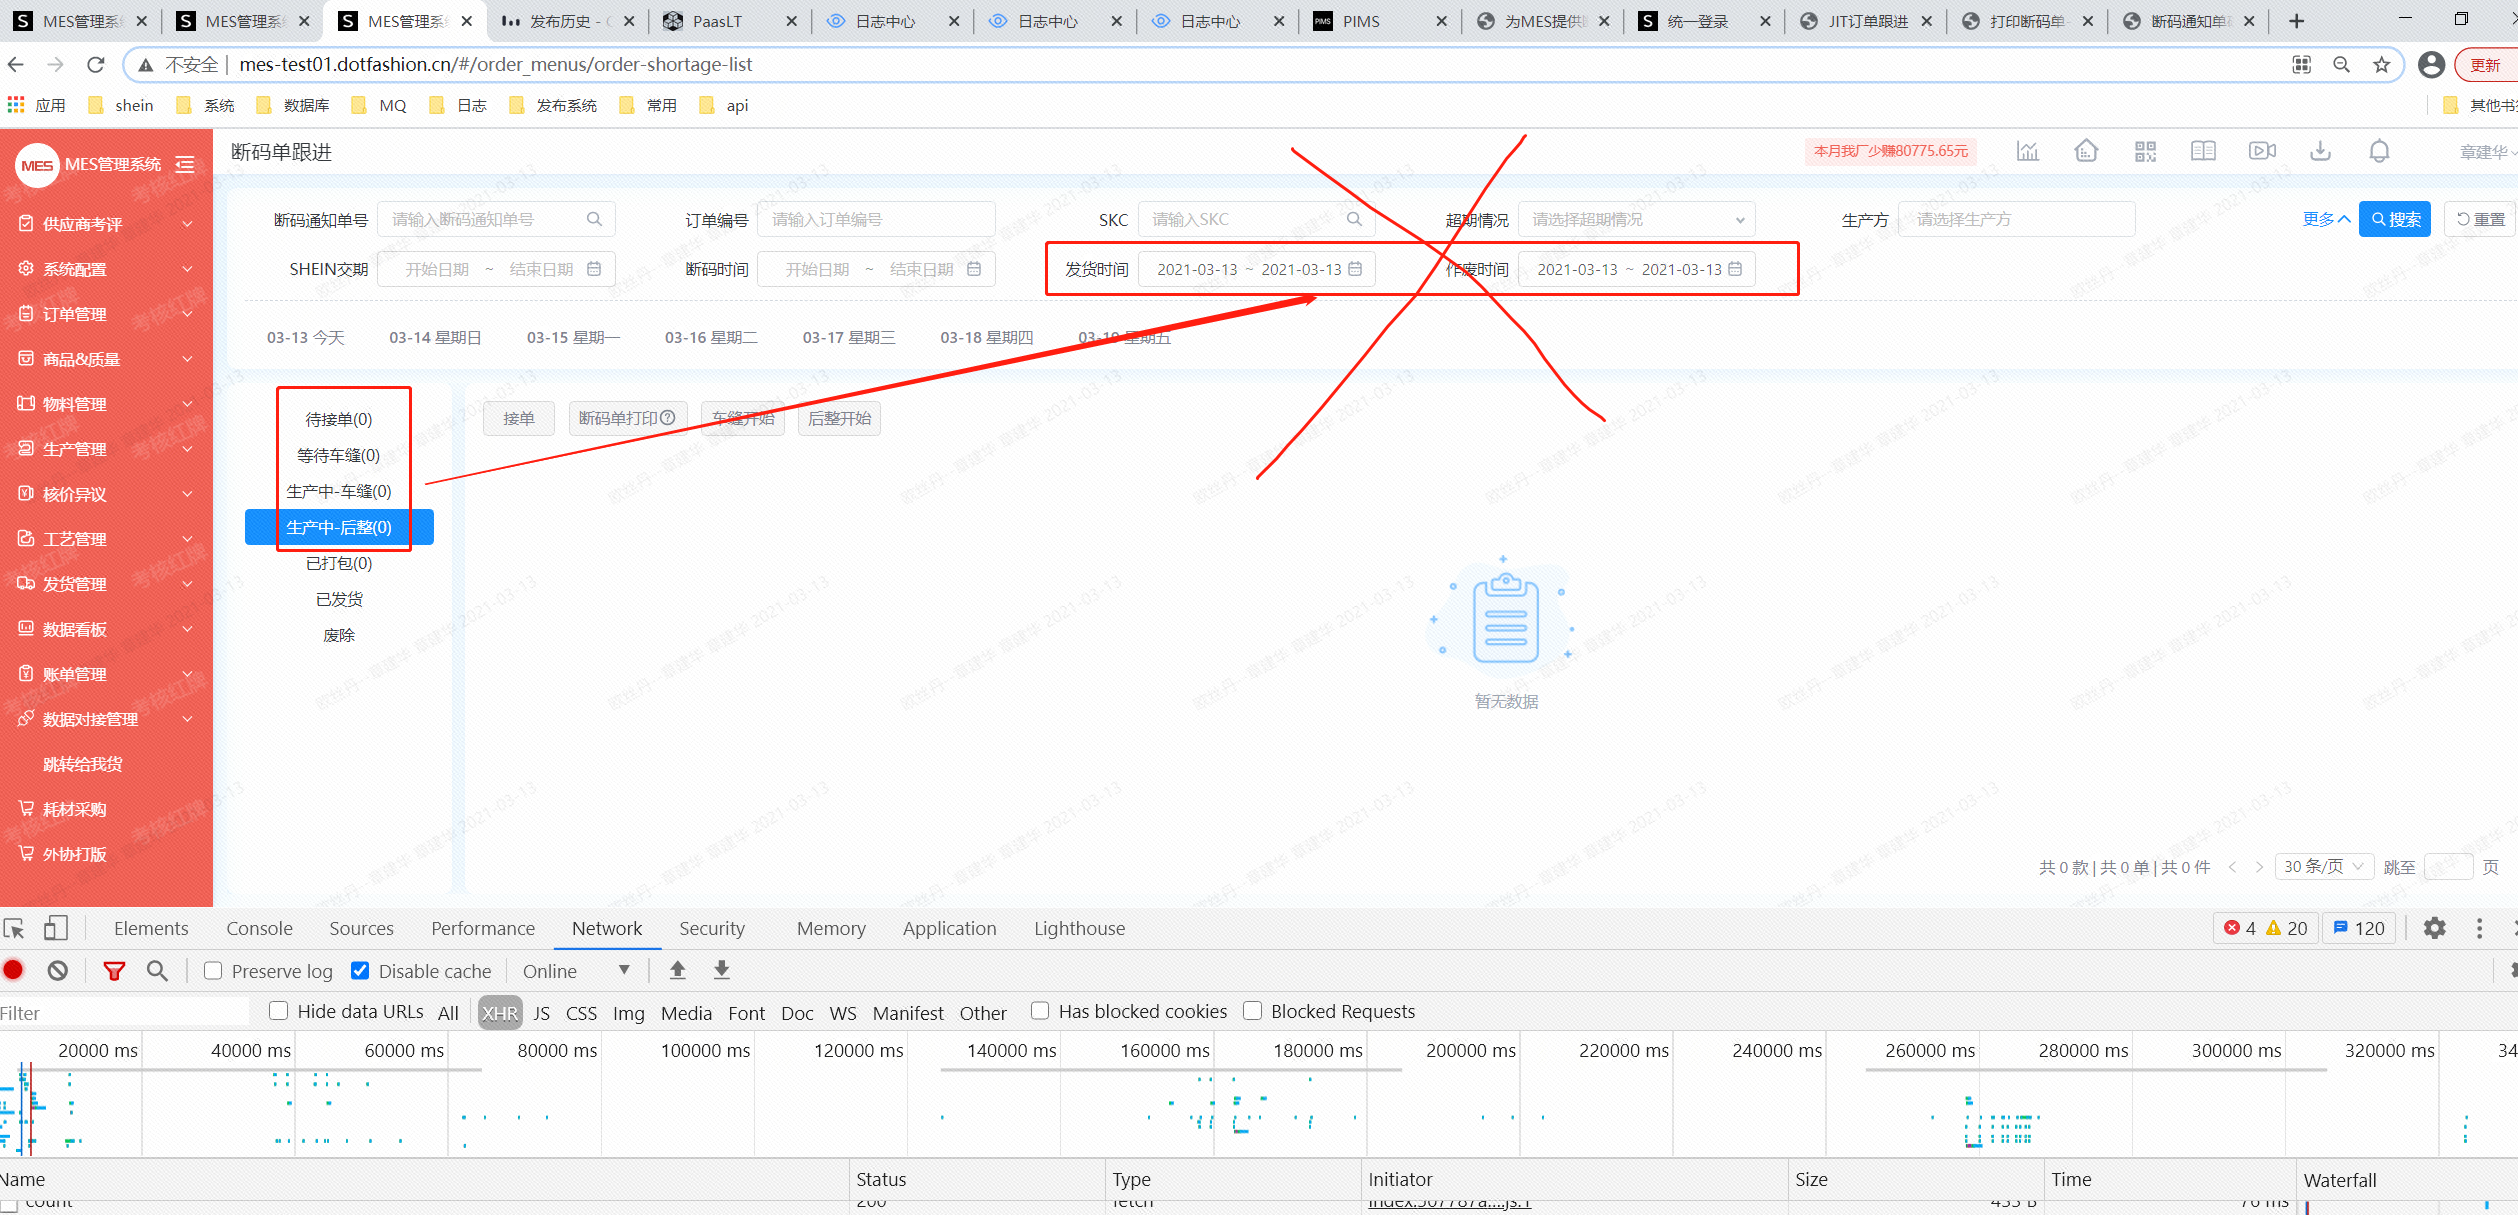 MES管理系统
MES管理系统
MES管理系统
发布历史 -
PaasLT
日志中心
日志中心
日志中心
PIMS
为MES提供
统一登录
JIT订单跟进
打印断码单
断码通知单
不安全 | mes-test01.dotfashion.cn/#/order_menus/order-shortage-list
更新
应用 shein 系统 数据库 MQ 日志 发布系统 常用 api 其他书
MES MES管理系统
断码单跟进
本月我厂少赚80775.65元
章建华
断码通知单号 请输入断码通知单号 订单编号 请输入订单编号 SKC 请输入SKC 超期情况 请选择超期情况 生产方 请选择生产方 更多 搜索 重置
SHEIN交期 开始日期 ~ 结束日期 断码时间 开始日期 ~ 结束日期 发货时间 2021-03-13 ~ 2021-03-13 作废时间 2021-03-13 ~ 2021-03-13
03-13 今天 03-14 星期日 03-15 星期一 03-16 星期二 03-17 星期三 03-18 星期四 03-19 星期五
供应商考评
系统配置
订单管理
商品&质量
物料管理
生产管理
核价异议
工艺管理
发货管理
数据看板
账单管理
数据对接管理
跳转给我货
耗材采购
外协打版
待接单(0)
等待车缝(0)
生产中-车缝(0)
生产中-后整(0)
已打包(0)
已发货
废除
接单 断码单打印 车缝开始 后整开始
暂无数据
共 0 款 | 共 0 单 | 共 0 件 30 条/页 跳至 页
考核红牌
欧丝丹--章建华 2021-03-13
Elements Console Sources Performance Network Security Memory Application Lighthouse 4 20 120
Preserve log Disable cache Online
Filter Hide data URLs All XHR JS CSS Img Media Font Doc WS Manifest Other Has blocked cookies Blocked Requests
20000 ms 40000 ms 60000 ms 80000 ms 100000 ms 120000 ms 140000 ms 160000 ms 180000 ms 200000 ms 220000 ms 240000 ms 260000 ms 280000 ms 300000 ms 320000 ms 34
Name Status Type Initiator Size Time Waterfall
count 200 fetch 76 ms